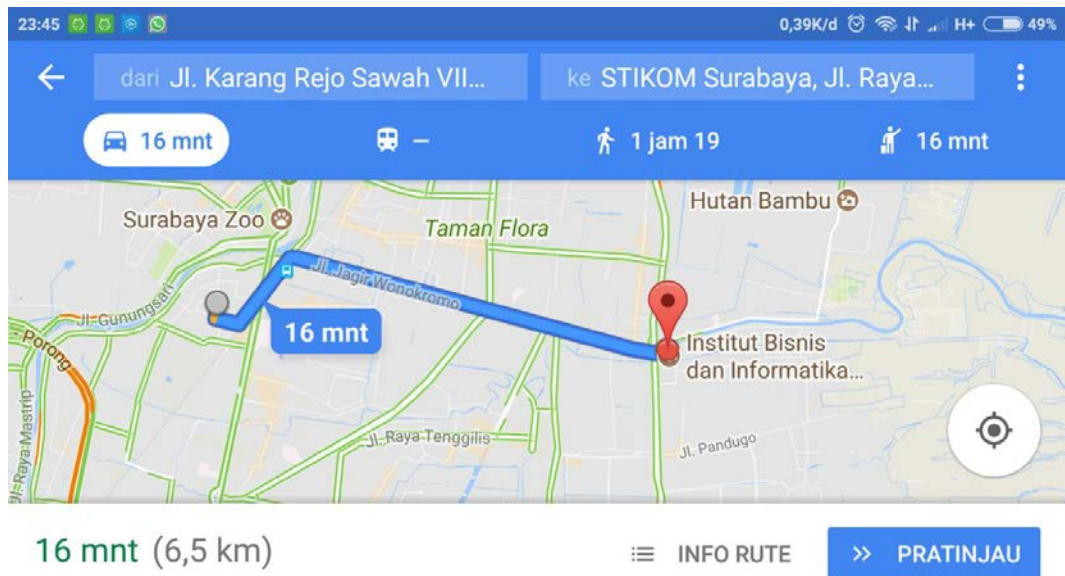 23:45 0,39K/d H+ 49%
dari Jl. Karang Rejo Sawah VII... ke STIKOM Surabaya, Jl. Raya...
16 mnt – 1 jam 19 16 mnt
Surabaya Zoo
Taman Flora
Hutan Bambu
Jl. Jagir Wonokromo
Jl. Gunungsari
16 mnt
- Porong
Institut Bisnis
dan Informatika...
Jl. Raya Mastrip
Jl. Raya Tenggilis
Jl. Pandugo
16 mnt (6,5 km) INFO RUTE PRATINJAU